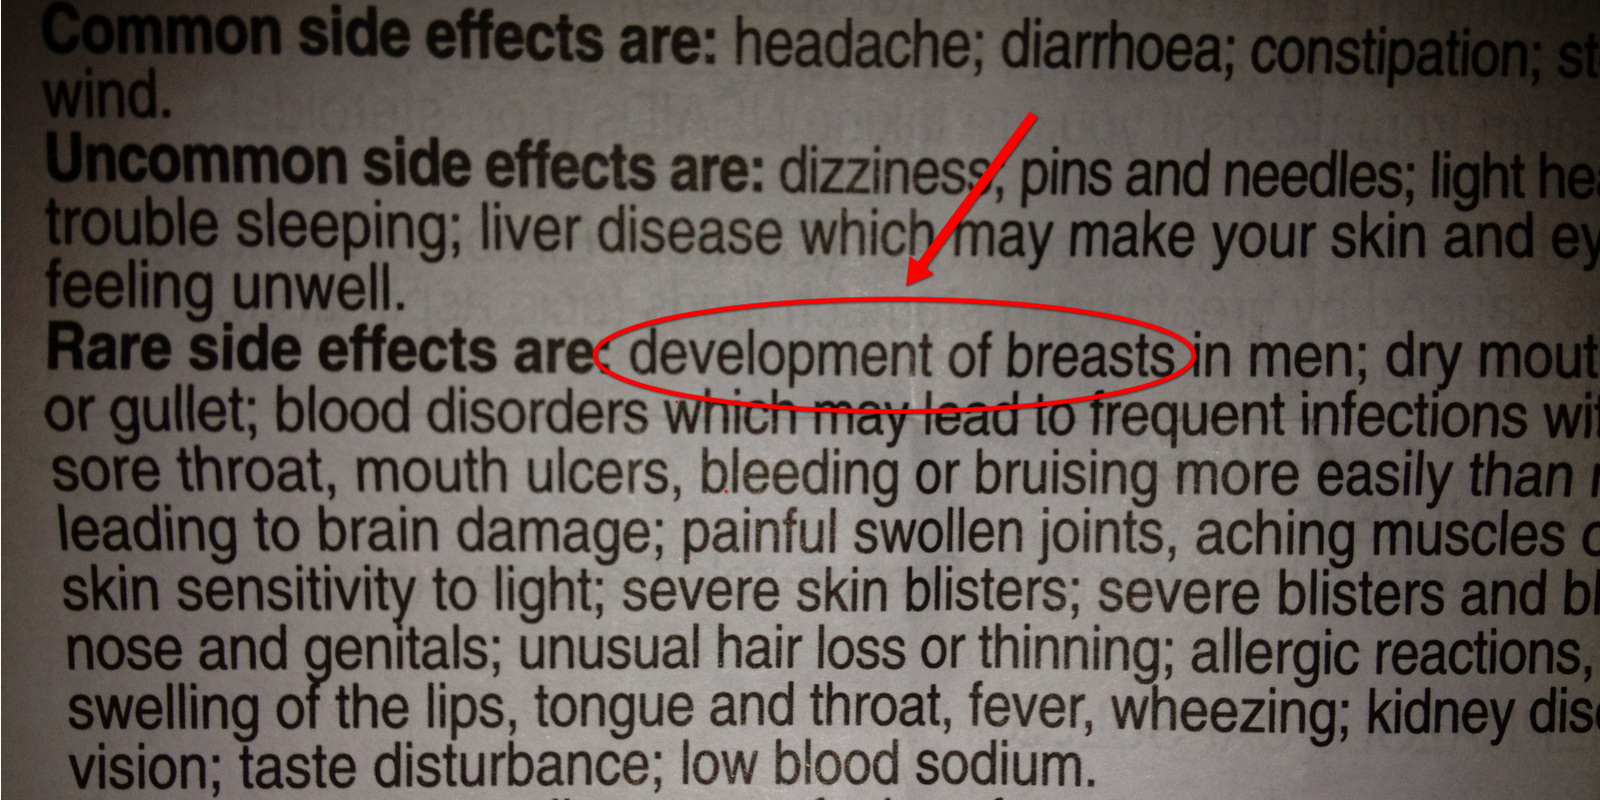 Common side effects are: headache; diarrhoea; constipation;
wind.
Uncommon side effects are: dizziness, pins and needles; light
trouble sleeping; liver disease which may make your skin and
feeling unwell.
Rare side effects are: development of breasts in men; dry
or gullet; blood disorders which may lead to frequent infections
sore throat, mouth ulcers, bleeding or bruising more easily than
leading to brain damage; painful swollen joints, aching muscles
skin sensitivity to light; severe skin blisters; severe blisters and
nose and genitals; unusual hair loss or thinning; allergic reactions,
swelling of the lips, tongue and throat, fever, wheezing; kidney
vision; taste disturbance; low blood sodium.